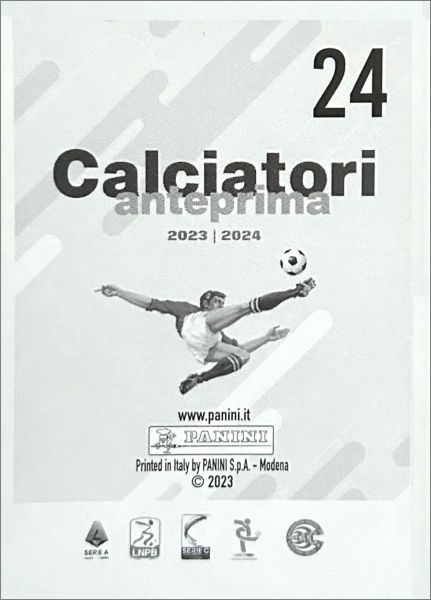 24
Calciatori
anteprima
2023 | 2024
www.panini.it
PANINI
Printed in Italy by PANINI S.p.A. - Modena
© 2023
SERIE A
LNPB
SERIE C